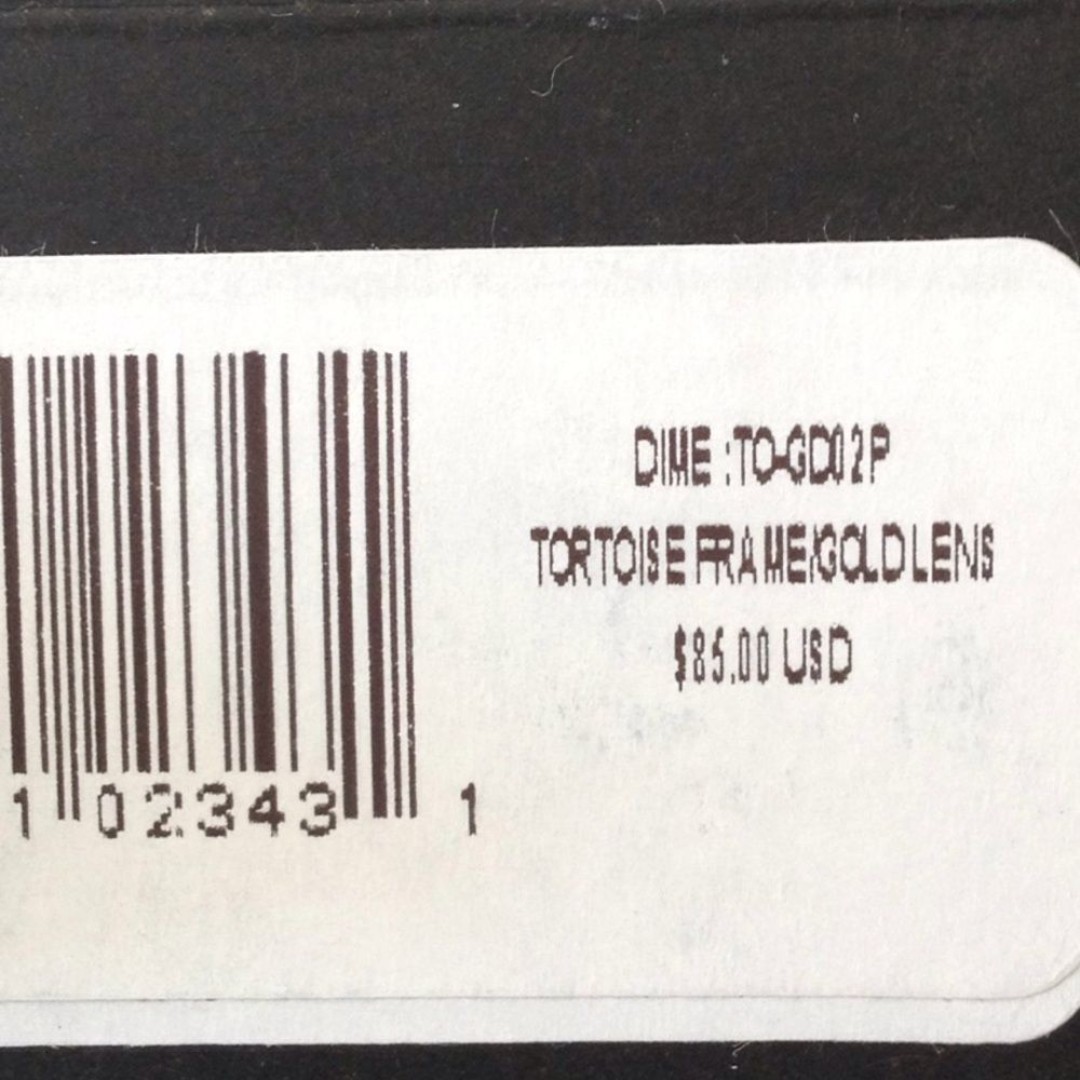 DIME :TO-GD02P
TORTOISE FRAME/GOLD LENS
$85.00 USD
1 02343 1